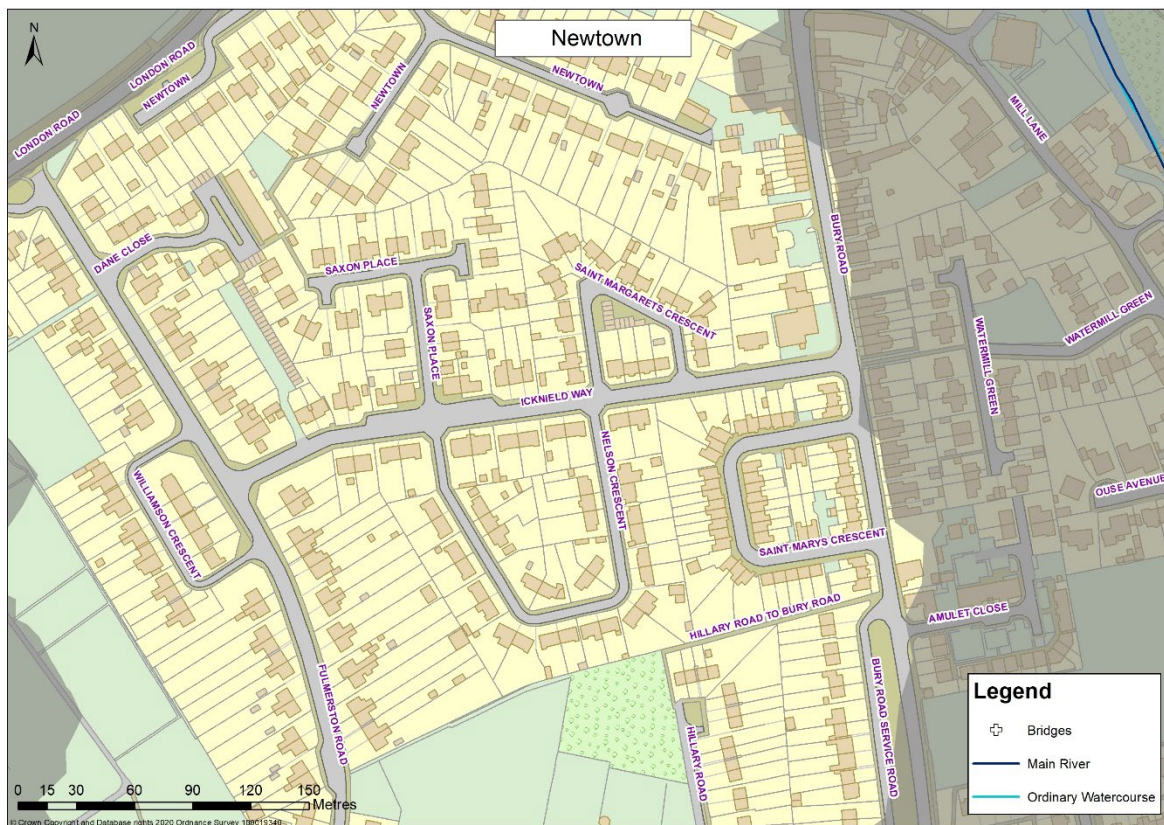 N
Newtown
LONDON ROAD
NEWTOWN
LONDON ROAD
NEWTOWN
NEWTOWN
MILL LANE
DANE CLOSE
SAXON PLACE
SAXON PLACE
SAINT MARGARETS CRESCENT
BURY ROAD
WATERMILL GREEN
WATERMILL GREEN
ICKNIELD WAY
NELSON CRESCENT
WILLIAMSON CRESCENT
OUSE AVENUE
SAINT MARYS CRESCENT
HILLARY ROAD TO BURY ROAD
AMULET CLOSE
FULMERSTON ROAD
HILLARY ROAD
BURY ROAD SERVICE ROAD
Legend
Bridges
Main River
Ordinary Watercourse
0 15 30 60 90 120 150
Metres
© Crown Copyright and Database rights 2020 Ordnance Survey 100019340